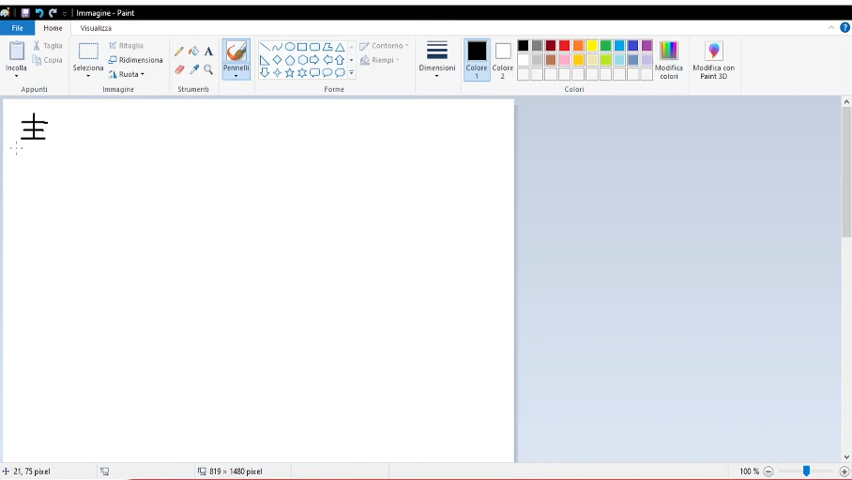 Immagine - Paint
File Home Visualizza
Incolla Taglia Copia Appunti
Seleziona Ritaglia Ridimensiona Ruota Immagine
A Strumenti
Pennelli
Contorno Riempi Forme
Dimensioni
Colore 1 Colore 2 Modifica colori Colori
Modifica con Paint 3D
21, 75 pixel 819 × 1480 pixel 100 %